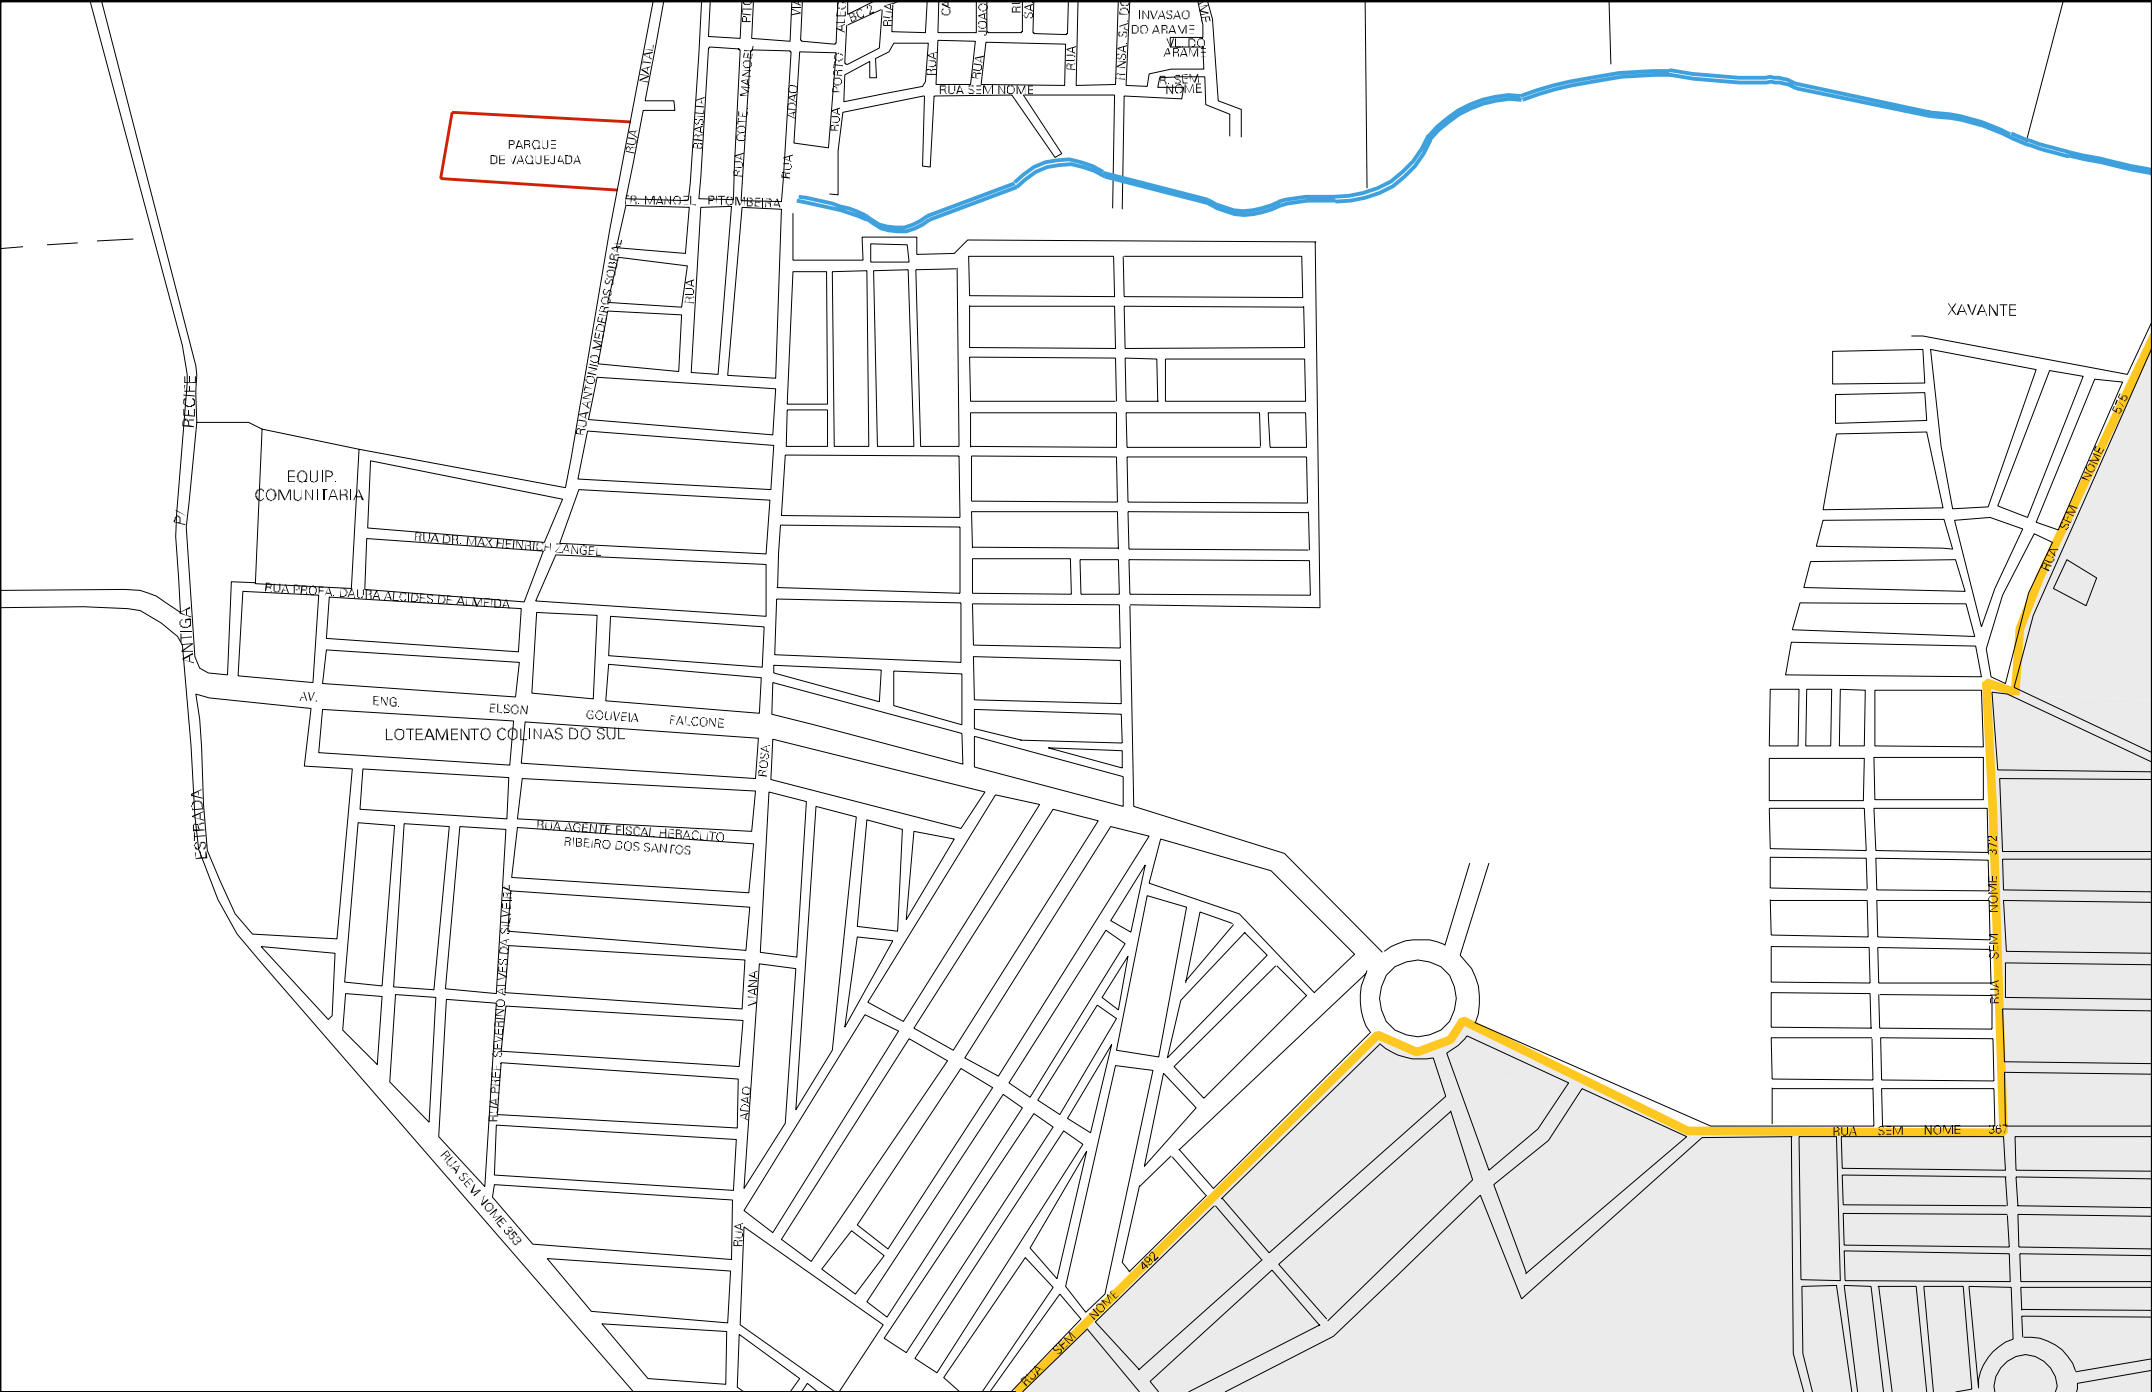 INVASAO
DO ARAME
VL. DO
ARAME
R. SEM
NOME
RUA SEM NOME
NATAL
RUA
PARQUE
DE VAQUEJADA
BRASILIA
RUA
RUA COTE. MANOEL
RUA ADAO
RUA PORTO
RUA
RUA
RUA
RUA
R. MANOEL PITOMBEIRA
RUA ANTONIO MEDEIROS SOBRAL
XAVANTE
RUA SEM NOME 575
ESTRADA ANTIGA P/ RECIFE
EQUIP.
COMUNITARIA
RUA DR. MAX HEINRICH ZANGEL
RUA PROFA. DAURA ALCIDES DE ALMEIDA
AV. ENG. ELSON GOUVEIA FALCONE
LOTEAMENTO COLINAS DO SUL
RUA AGENTE FISCAL HERACLITO
RIBEIRO DOS SANTOS
RUA PREF. SEVERINO ALVES DA SILVEIRA
RUA ADAO VIANA ROSA
RUA SEM NOME 353
RUA SEM NOME 492
RUA SEM NOME 372
RUA SEM NOME 367